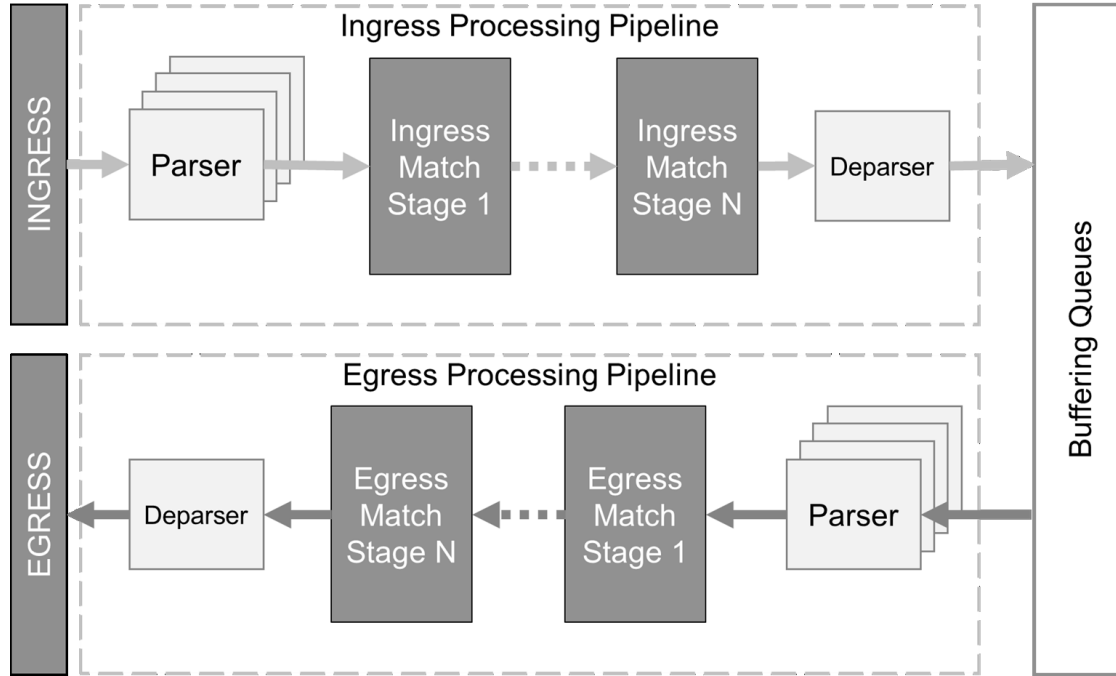 Ingress Processing Pipeline
INGRESS
Parser
Ingress
Match
Stage 1
Ingress
Match
Stage N
Deparser
Buffering Queues
Egress Processing Pipeline
EGRESS
Deparser
Egress
Match
Stage N
Egress
Match
Stage 1
Parser